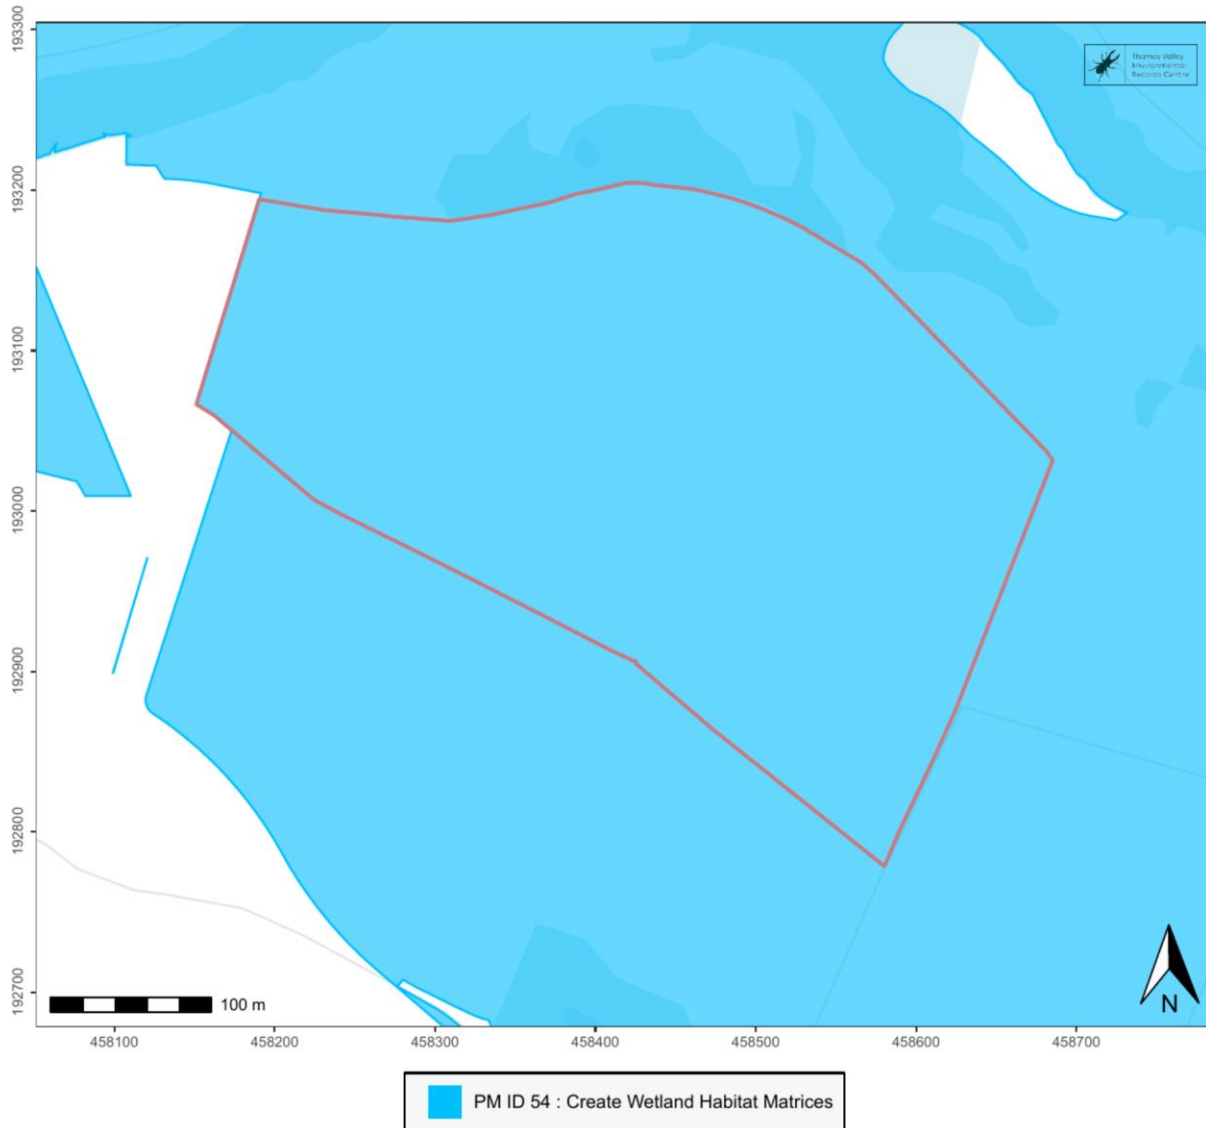 193300
193200
193100
193000
192900
192800
192700
Thames Valley
Environmental
Records Centre
100 m
N
458100 458200 458300 458400 458500 458600 458700
PM ID 54 : Create Wetland Habitat Matrices